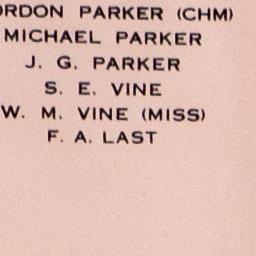 ORDON PARKER (CHM)
MICHAEL PARKER
J. G. PARKER
S. E. VINE
W. M. VINE (MISS)
F. A. LAST